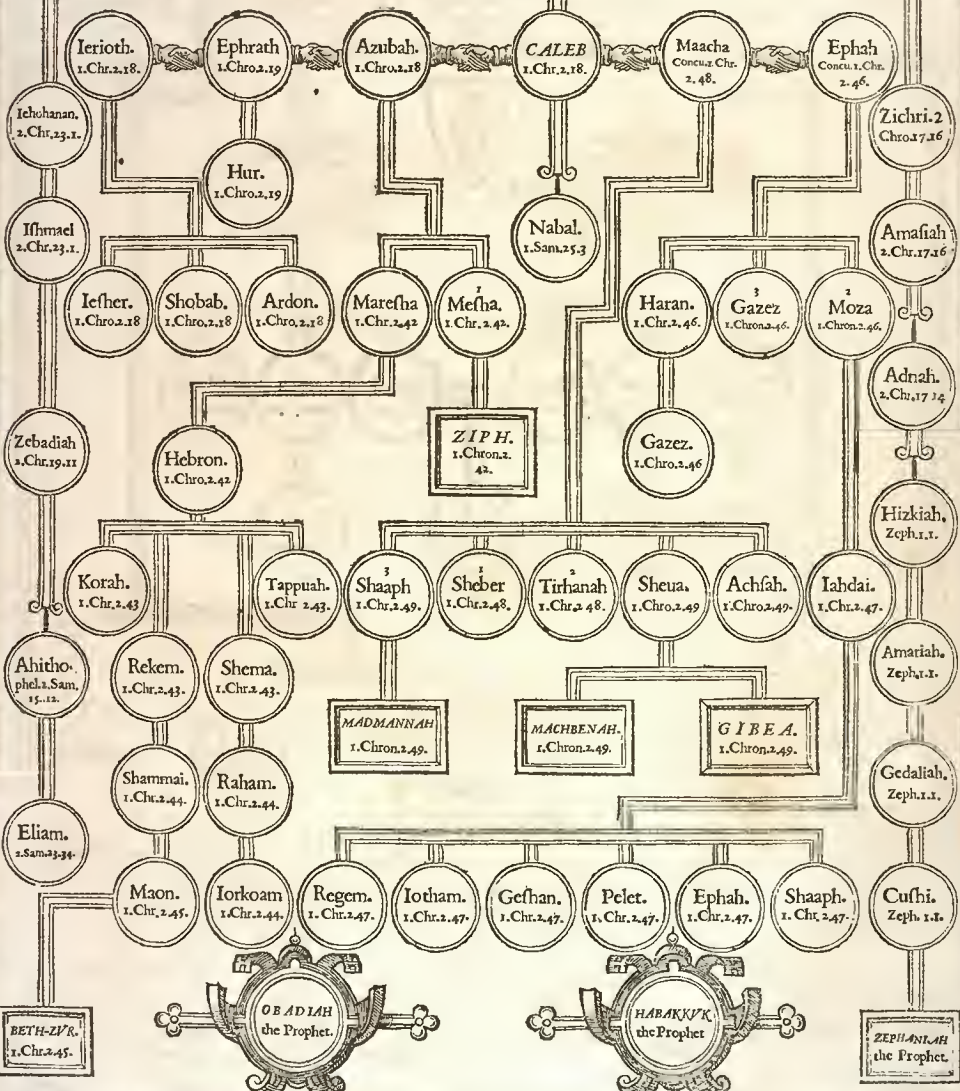 Ierioth.
1.Chr.2.18.
Ephrath
1.Chro.2.19
Azubah.
1.Chro.2.18
CALEB
1.Chr.2.18.
Maacha
Concu.1 Chr.
2. 48.
Ephah
Concu.1.Chr.
2. 46.
Iehohanan.
2.Chr.23.1.
Zichri.2
Chro.17.16
Hur.
1.Chro.2.19
Iſhmael
2.Chr.23.1.
Nabal.
1.Sam.25.3
Amaſiah
2.Chr.17.16
Ieſher.
1.Chro.2.18
Shobab.
1.Chro.2.18
Ardon.
1.Chro.2.18
Mareſha
1.Chr.2.42
1
Meſha.
1.Chr.2.42.
Haran.
1.Chr.2.46.
3
Gazez
1.Chron.2.46.
2
Moza
1.Chron.2.46.
Adnah.
2.Chr.17 14
Zebadiah
2.Chr.19.11
Hebron.
1.Chro.2.42
ZIPH.
1.Chron.2.
42.
Gazez.
1.Chro.2.46
Hizkiah.
Zeph.1.1.
Korah.
1.Chr.2.43
Tappuah.
1.Chr 2.43.
3
Shaaph
1.Chr.2.49.
1
Sheber
1.Chr.2.48.
2
Tirhanah
1.Chr.2 48.
Sheua.
1.Chro.2.49
Achſah.
1.Chro.2.49.
Iahdai.
1.Chr.2.47.
Ahitho-
phel.2.Sam.
15..12.
Rekem.
1.Chr.2.43.
Shema.
1.Chr.2.43.
Amariah.
Zeph.1.1.
MADMANNAH
1.Chron.2.49.
MACHBENAH.
1.Chron.2.49.
GIBEA.
1.Chron.2.49.
Shammai.
1.Chr.2.44.
Raham.
1.Chr.2.44.
Gedaliah.
Zeph.1.1.
Eliam.
2.Sam.23.34.
Maon.
1.Chr.2.45.
Iorkoam
1.Chr.2.44.
Regem.
1.Chr.2.47.
Iotham.
1.Chr.2.47.
Geſhan.
1.Chr.2.47.
Pelet.
1.Chr.2.47.
Ephah.
1.Chr.2.47.
Shaaph.
1.Chr.2.47.
Cuſhi.
Zeph. 1.1.
BETH-ZVR.
1.Chr.2.45.
OBADIAH
the Prophet.
HABAKKVK
the Prophet
ZEPHANIAH
the Prophet.